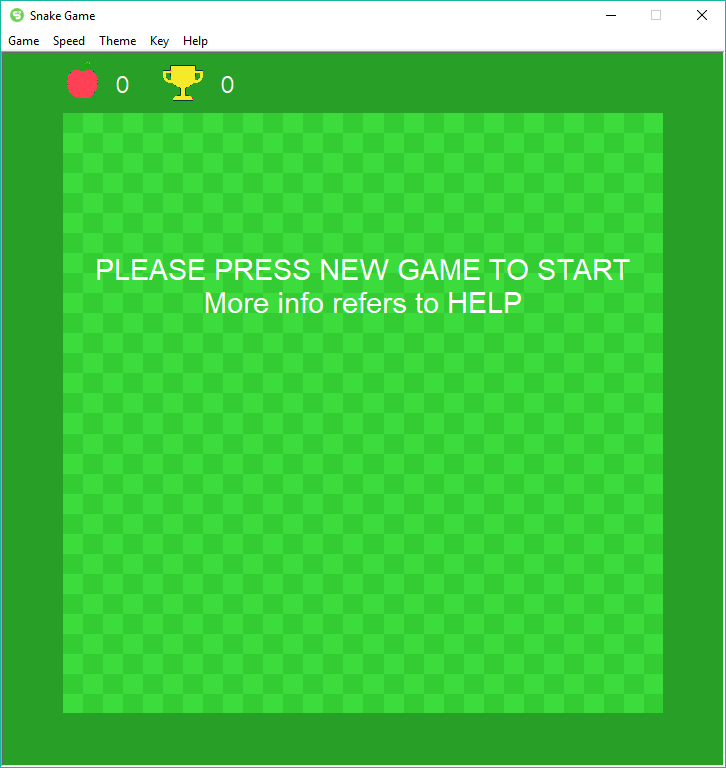 Snake Game
Game Speed Theme Key Help
0 0
PLEASE PRESS NEW GAME TO START
More info refers to HELP